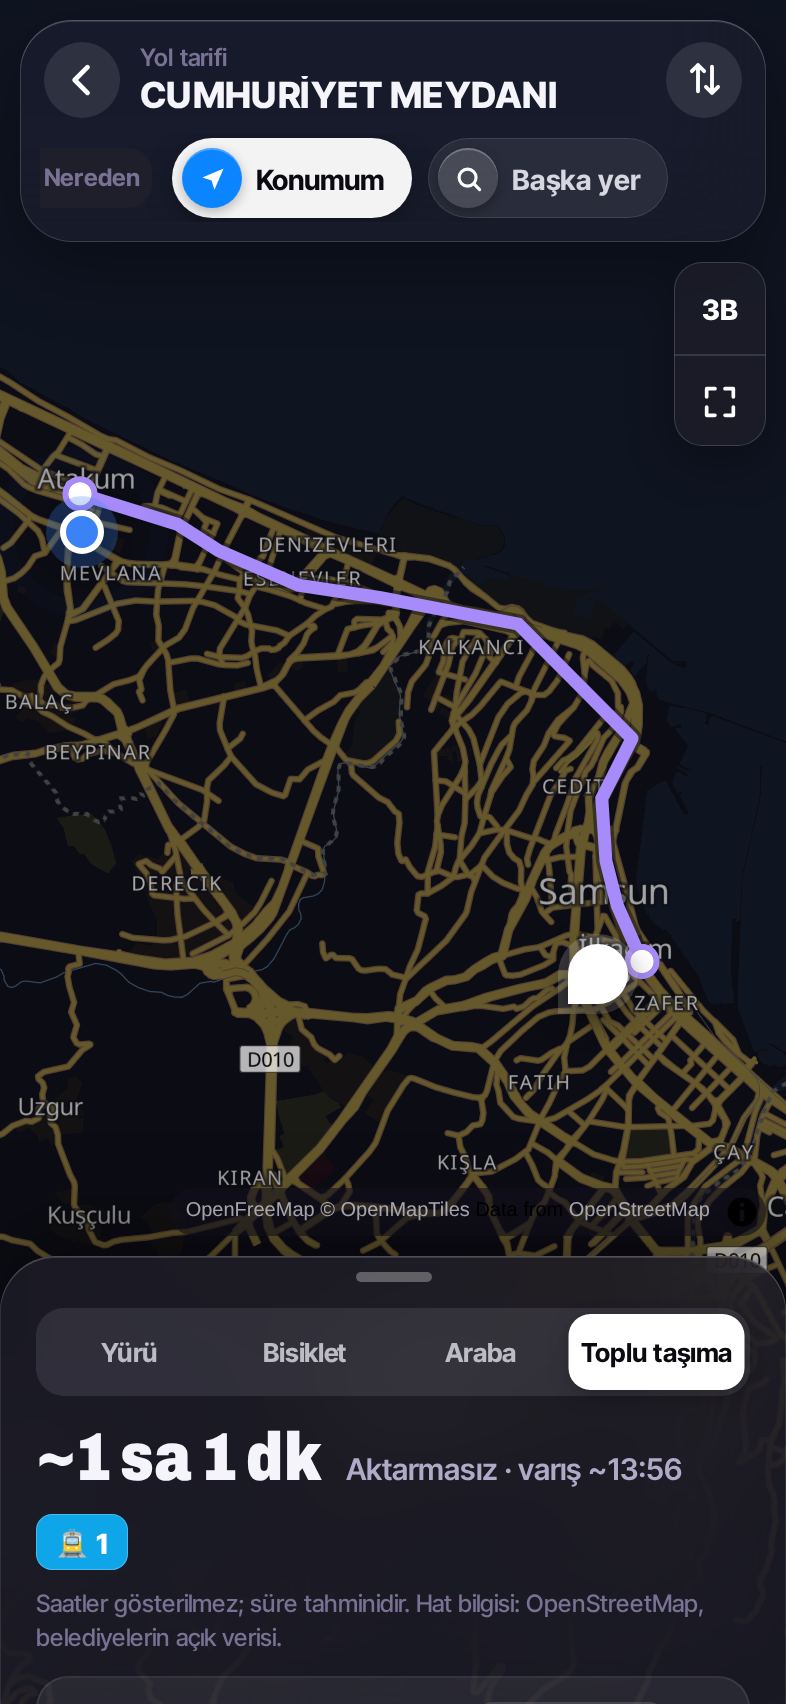 Yol tarifi
CUMHURİYET MEYDANI
Nereden
Konumum
Başka yer
3B
Atakum
DENIZEVLERI
MEVLANA
KALKANCI
BALAÇ
BEYPINAR
CEDIT
DERECIK
Samsun
ZAFER
D010
FATIH
Uzgur
ÇAY
KIŞLA
KIRAN
Kuşçulu
OpenFreeMap © OpenMapTiles Data from OpenStreetMap
D010
Yürü
Bisiklet
Araba
Toplu taşıma
~1 sa 1 dk
Aktarmasız · varış ~13:56
1
Saatler gösterilmez; süre tahminidir. Hat bilgisi: OpenStreetMap,
belediyelerin açık verisi.